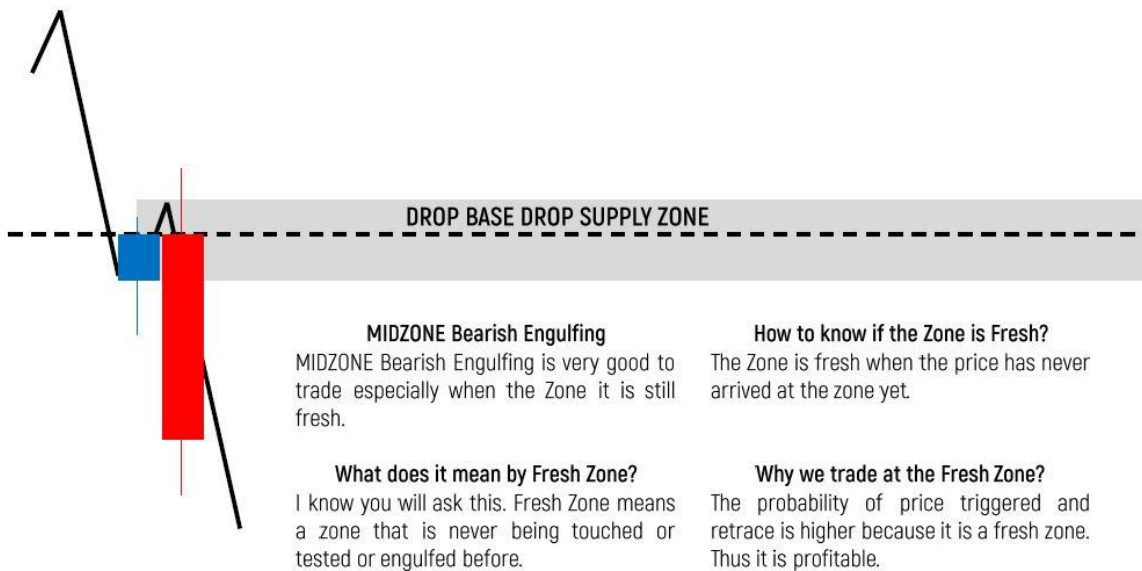 DROP BASE DROP SUPPLY ZONE
MIDZONE Bearish Engulfing
MIDZONE Bearish Engulfing is very good to
trade especially when the Zone it is still
fresh.
How to know if the Zone is Fresh?
The Zone is fresh when the price has never
arrived at the zone yet.
What does it mean by Fresh Zone?
I know you will ask this. Fresh Zone means
a zone that is never being touched or
tested or engulfed before.
Why we trade at the Fresh Zone?
The probability of price triggered and
retrace is higher because it is a fresh zone.
Thus it is profitable.